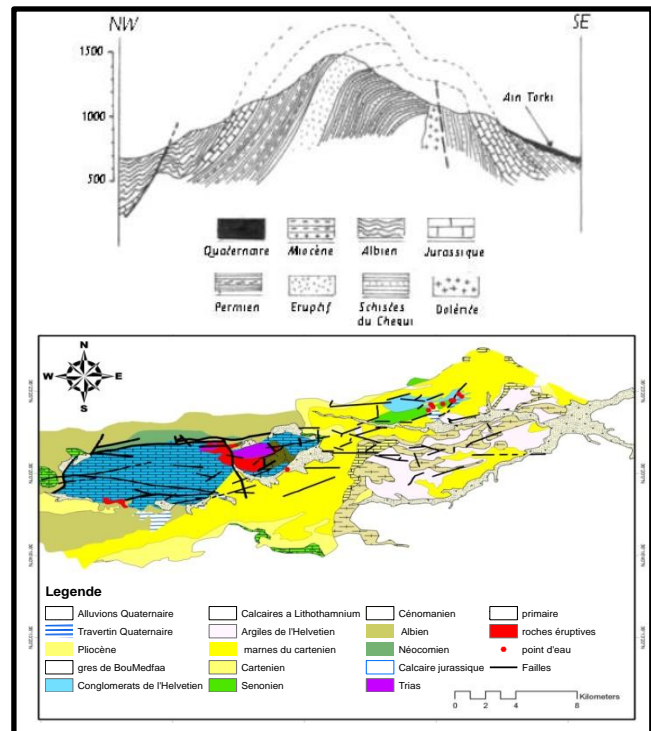 NW SE
1500
Ain Torki
1000
500
Quaternaire Miocène Albien Jurassique
Permien Eruptif Schistes du Chequi Dolérite
N
W E
S
Legende
Alluvions Quaternaire
Travertin Quaternaire
Pliocène
gres de BouMedfaa
Conglomerats de l'Helvetien
Calcaires a Lithothamnium
Argiles de l'Helvetien
marnes du cartenien
Cartenien
Senonien
Cénomanien
Albien
Néocomien
Calcaire jurassique
Trias
primaire
roches éruptives
point d'eau
Failles
Kilometers
0 2 4 8